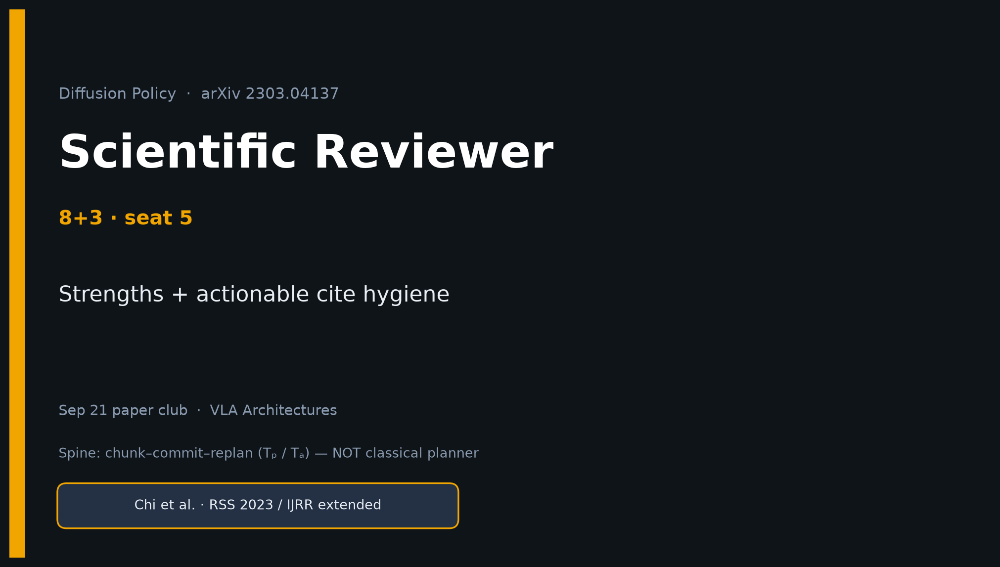 Diffusion Policy · arXiv 2303.04137
Scientific Reviewer
8+3 · seat 5
Strengths + actionable cite hygiene
Sep 21 paper club · VLA Architectures
Spine: chunk–commit–replan (Tₚ / Tₐ) — NOT classical planner
Chi et al. · RSS 2023 / IJRR extended